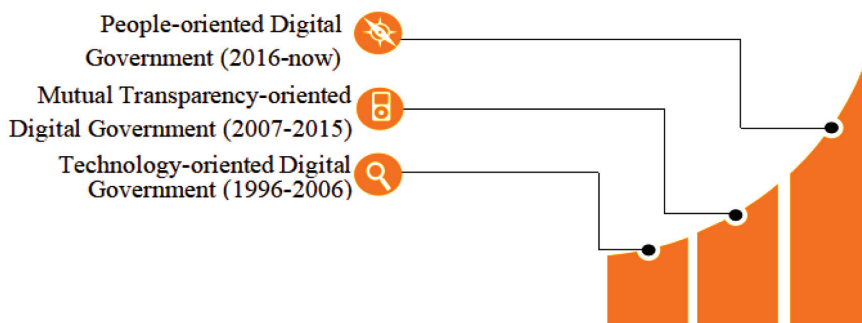 People-oriented Digital
Government (2016-now)
Mutual Transparency-oriented
Digital Government (2007-2015)
Technology-oriented Digital
Government (1996-2006)